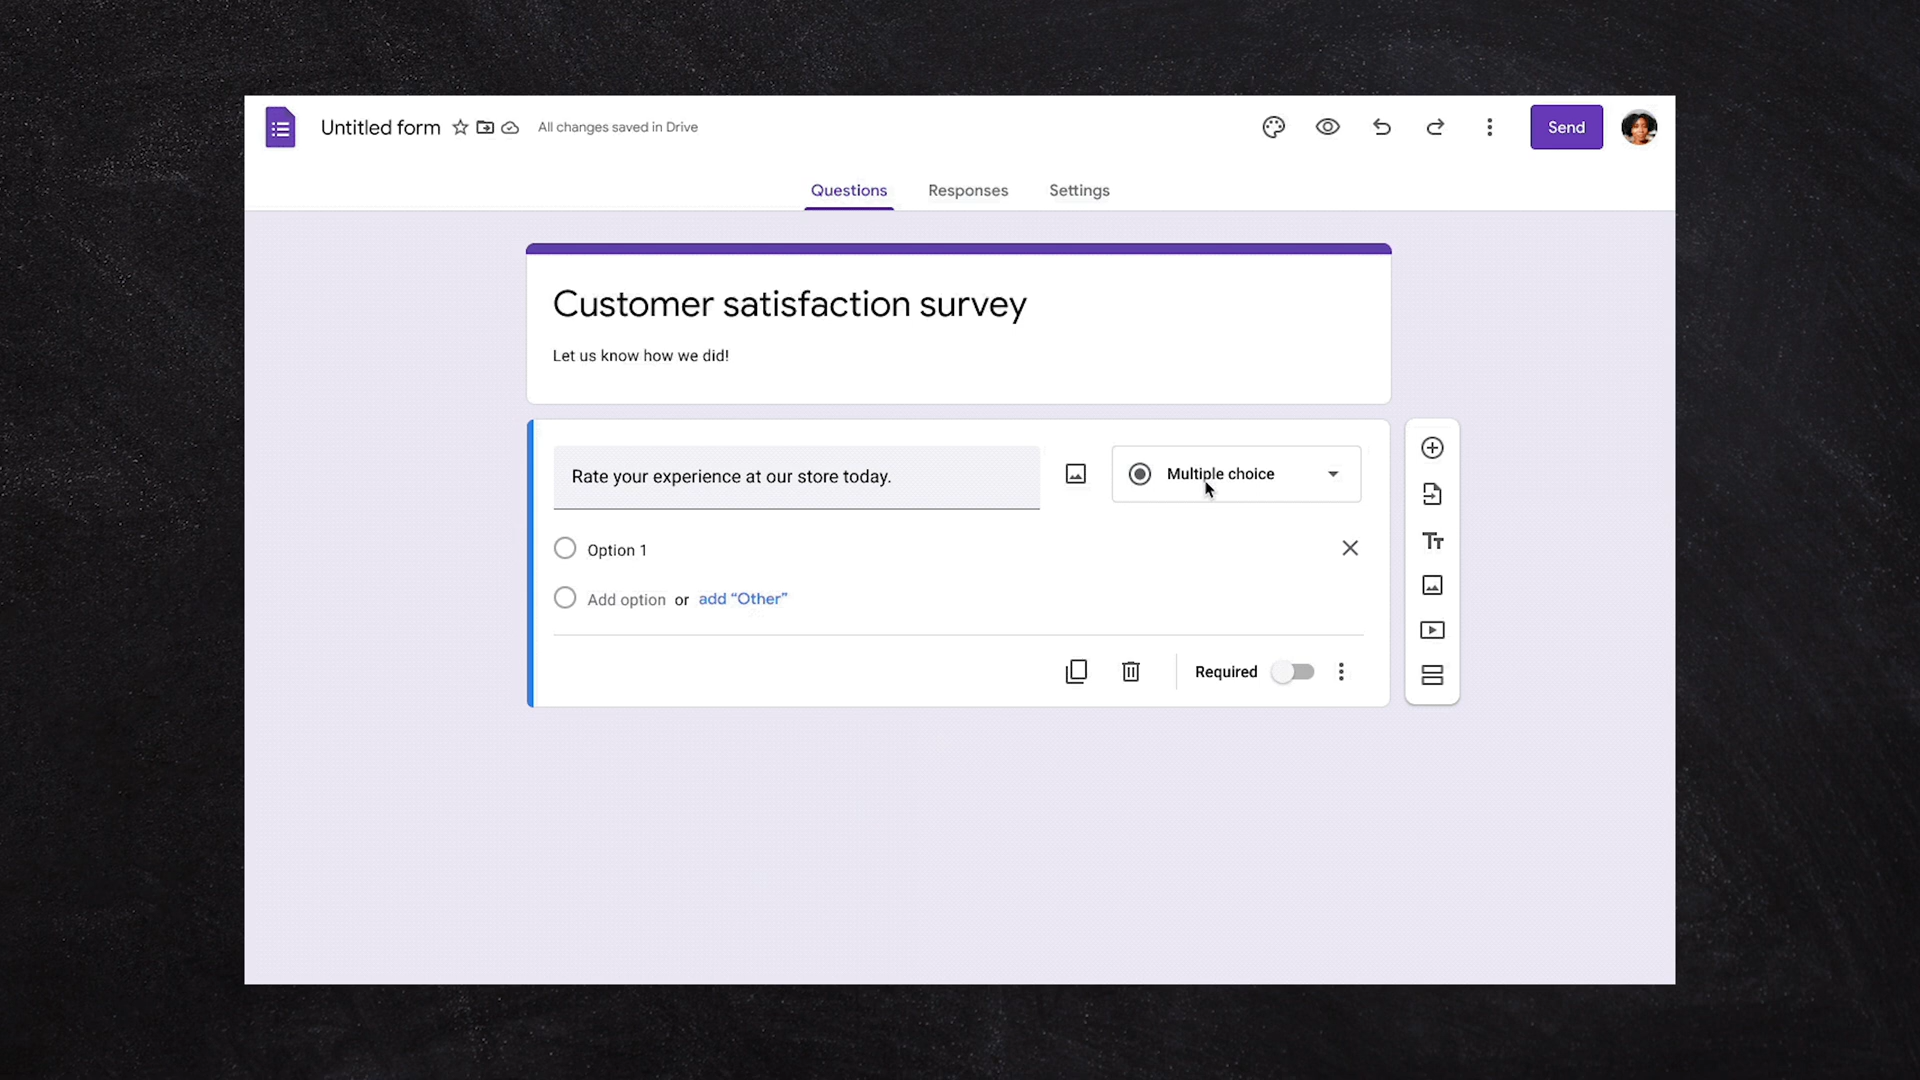 Untitled form
All changes saved in Drive
Send
Questions
Responses
Settings
Customer satisfaction survey
Let us know how we did!
Rate your experience at our store today.
Multiple choice
Option 1
Add option or add “Other”
Required
Tт